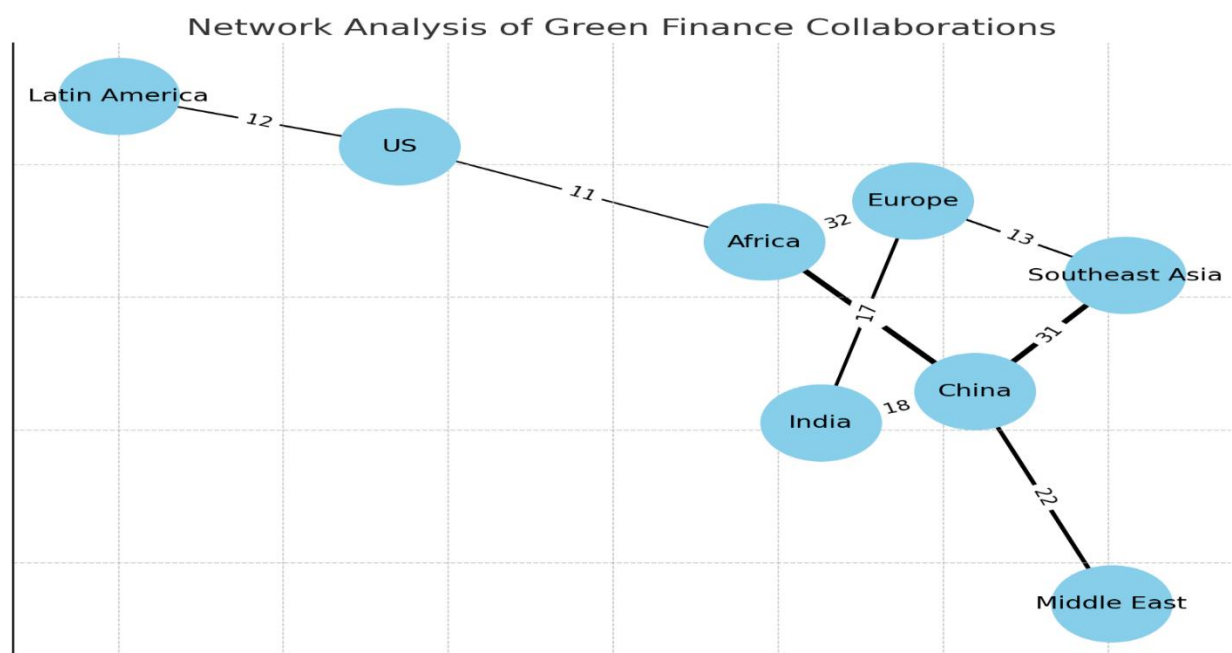 Network Analysis of Green Finance Collaborations
Latin America
12
US
11
Africa
32
Europe
13
Southeast Asia
17
31
China
18
India
22
Middle East